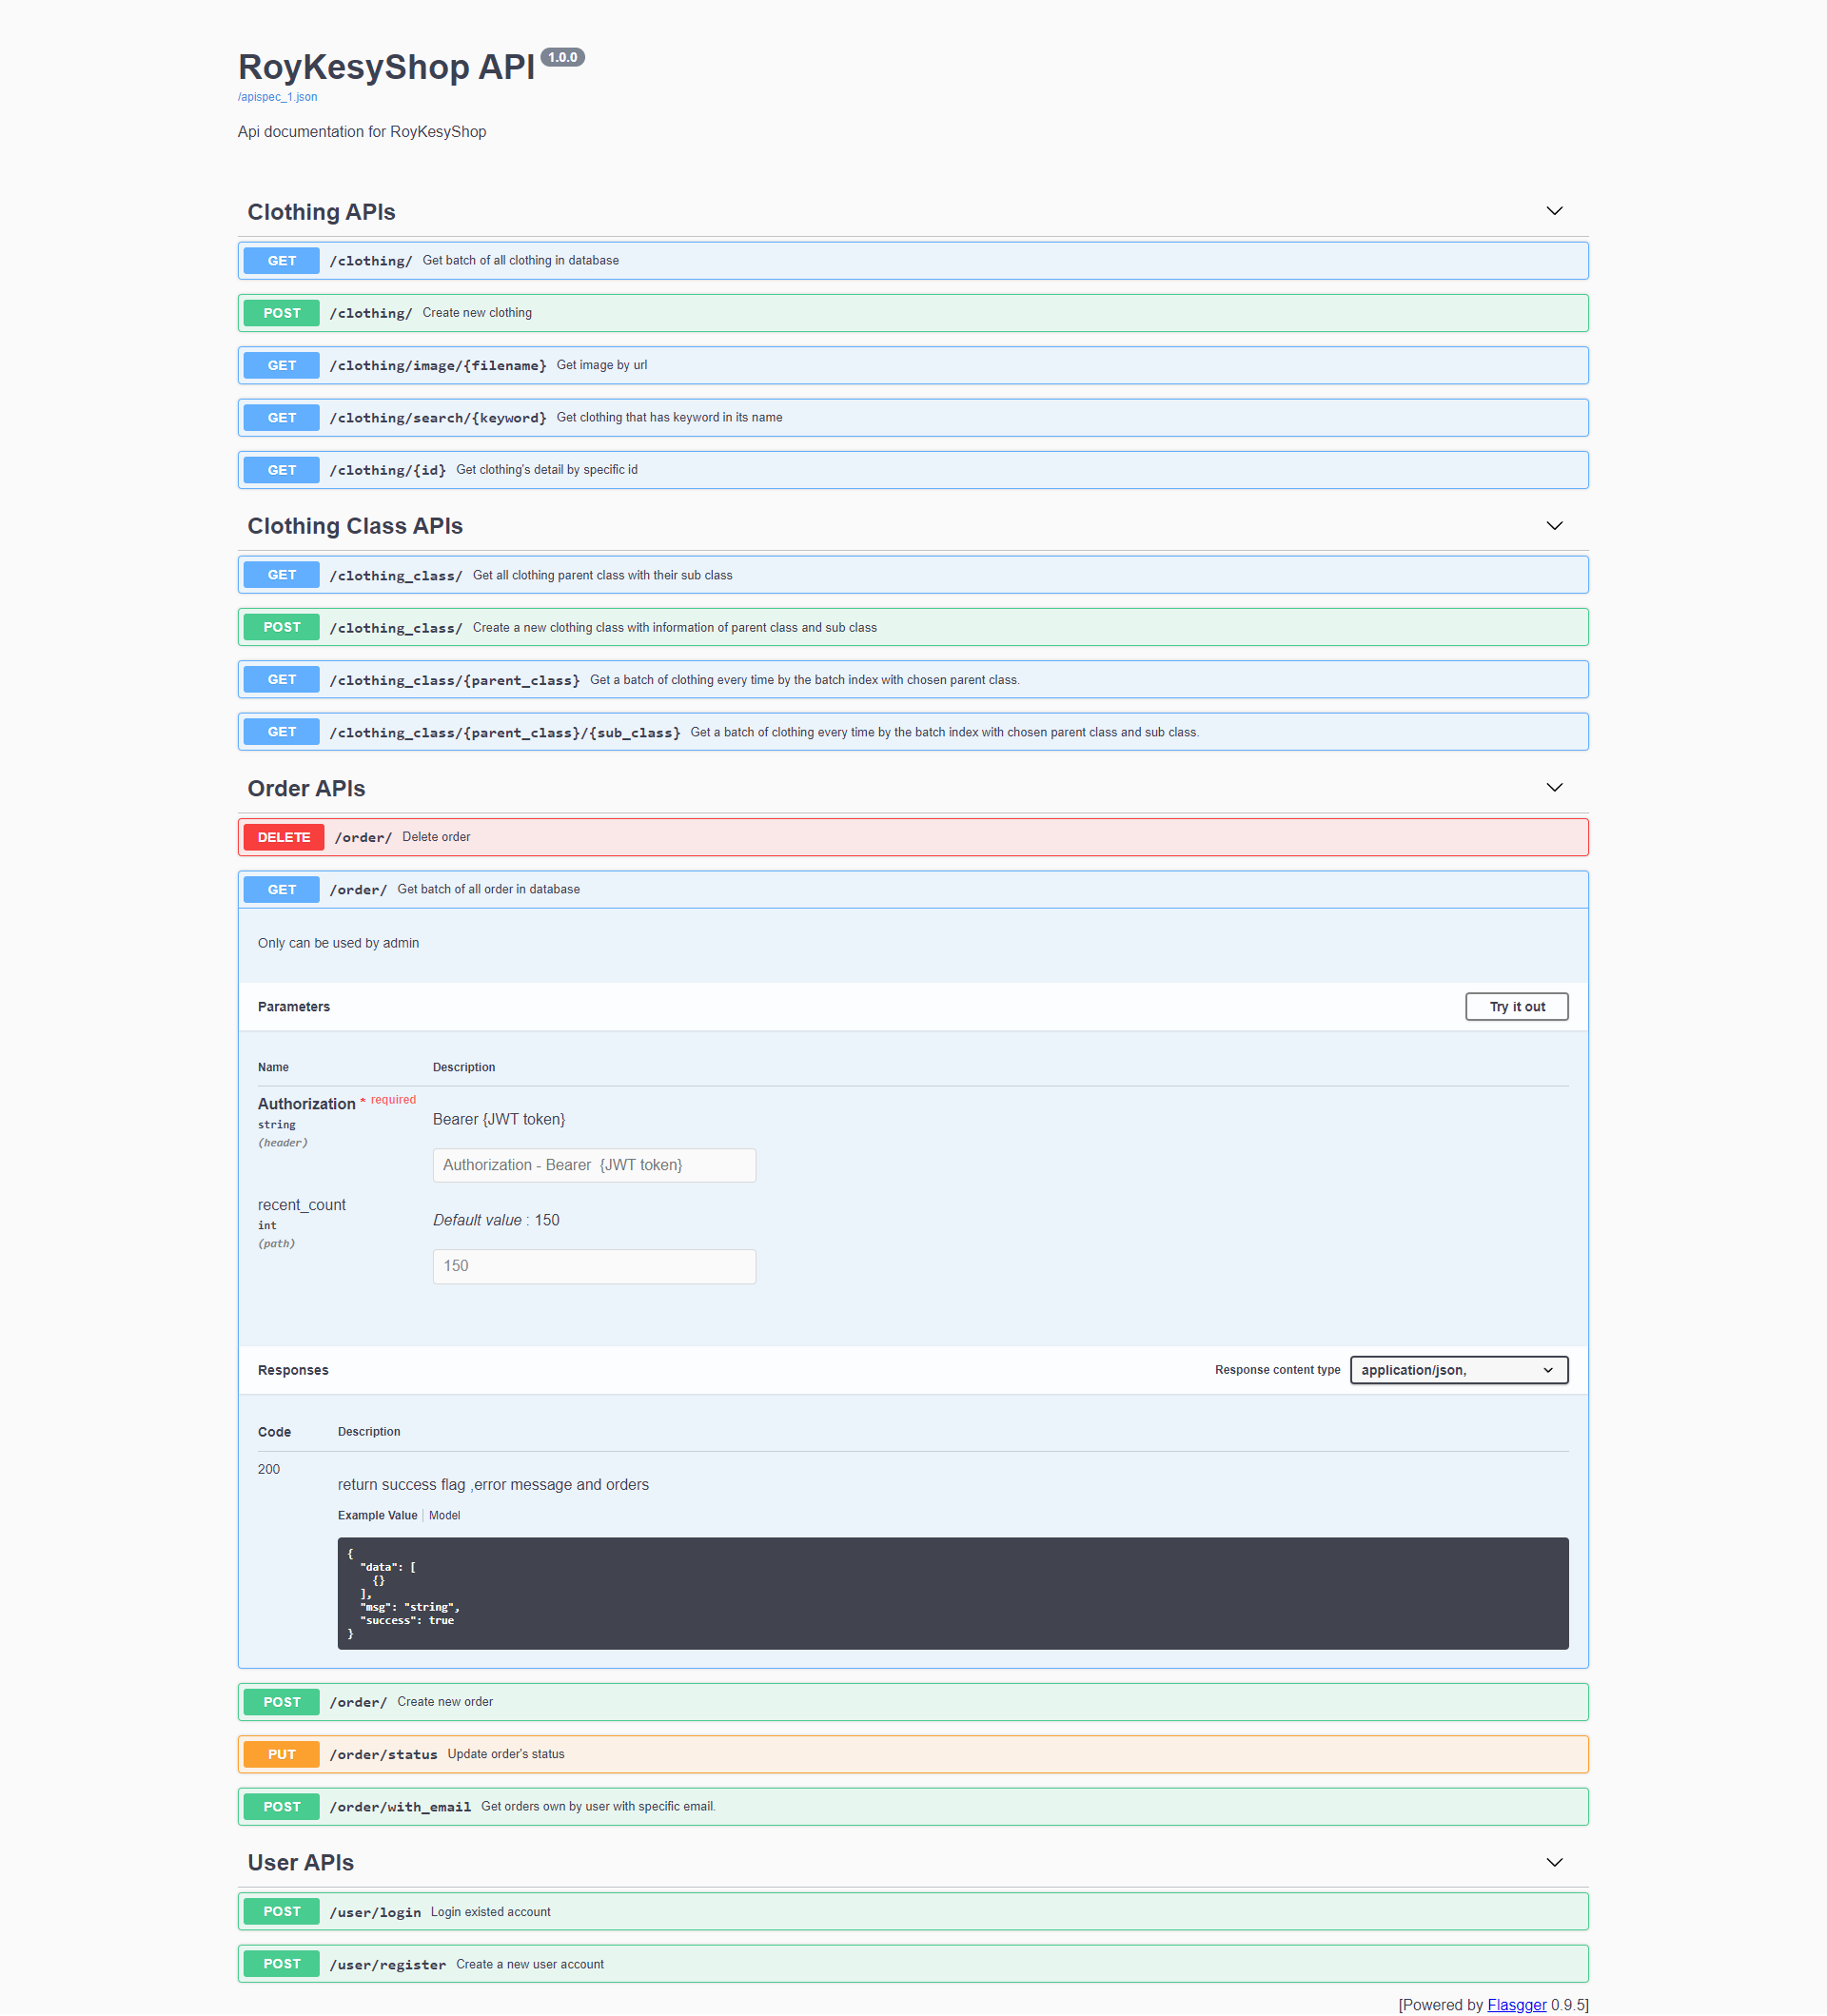 RoyKesyShop API 1.0.0
/apispec_1.json
Api documentation for RoyKesyShop
Clothing APIs
GET /clothing/ Get batch of all clothing in database
POST /clothing/ Create new clothing
GET /clothing/image/{filename} Get image by url
GET /clothing/search/{keyword} Get clothing that has keyword in its name
GET /clothing/{id} Get clothing's detail by specific id
Clothing Class APIs
GET /clothing_class/ Get all clothing parent class with their sub class
POST /clothing_class/ Create a new clothing class with information of parent class and sub class
GET /clothing_class/{parent_class} Get a batch of clothing every time by the batch index with chosen parent class.
GET /clothing_class/{parent_class}/{sub_class} Get a batch of clothing every time by the batch index with chosen parent class and sub class.
Order APIs
DELETE /order/ Delete order
GET /order/ Get batch of all order in database
Only can be used by admin
Parameters Try it out
Name Description
Authorization * required
string
(header)
Bearer {JWT token}
Authorization - Bearer {JWT token}
recent_count
int
(path)
Default value : 150
150
Responses Response content type application/json,
Code Description
200
return success flag ,error message and orders
Example Value Model
{
"data": [
{}
],
"msg": "string",
"success": true
}
POST /order/ Create new order
PUT /order/status Update order's status
POST /order/with_email Get orders own by user with specific email.
User APIs
POST /user/login Login existed account
POST /user/register Create a new user account
[Powered by Flasgger 0.9.5]